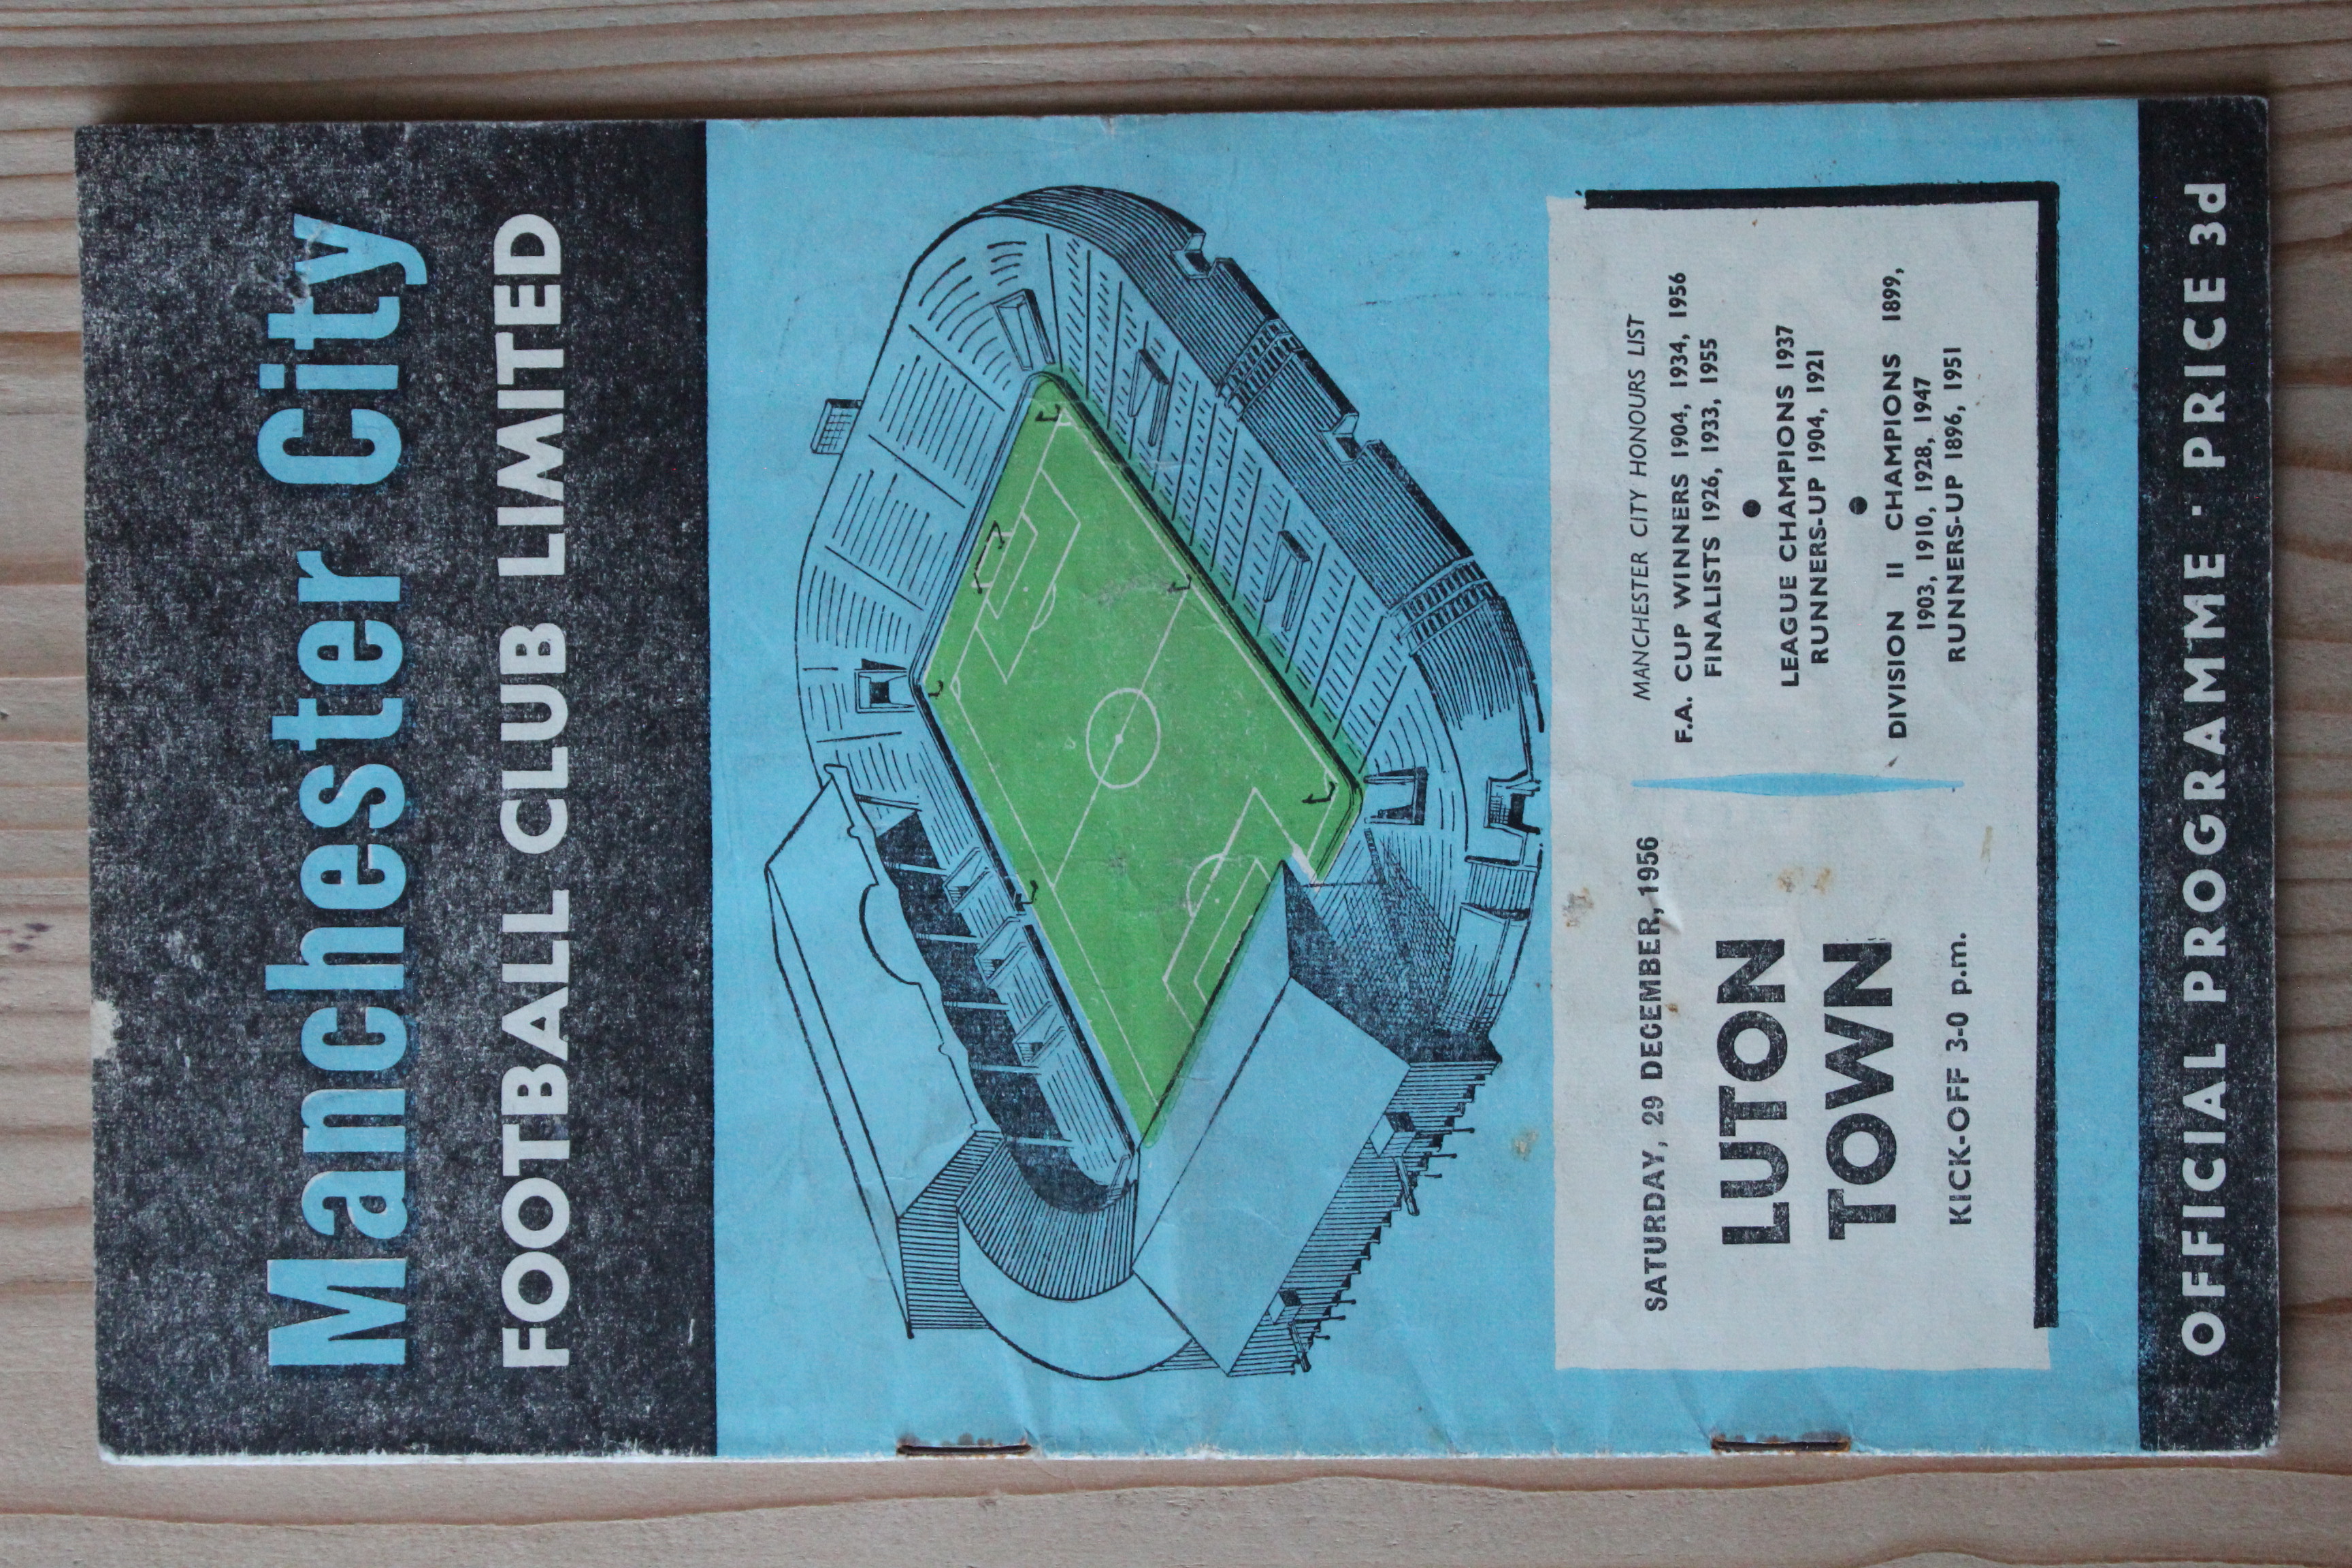 Manchester City
FOOTBALL CLUB LIMITED
SATURDAY, 29 DECEMBER, 1956
LUTON
TOWN
KICK-OFF 3-0 p.m.
MANCHESTER CITY HONOURS LIST
F.A. CUP WINNERS 1904, 1934, 1956
FINALISTS 1926, 1933, 1955
LEAGUE CHAMPIONS 1937
RUNNERS-UP 1904, 1921
DIVISION II CHAMPIONS 1899,
1903, 1910, 1928, 1947
RUNNERS-UP 1896, 1951
OFFICIAL PROGRAMME · PRICE 3d